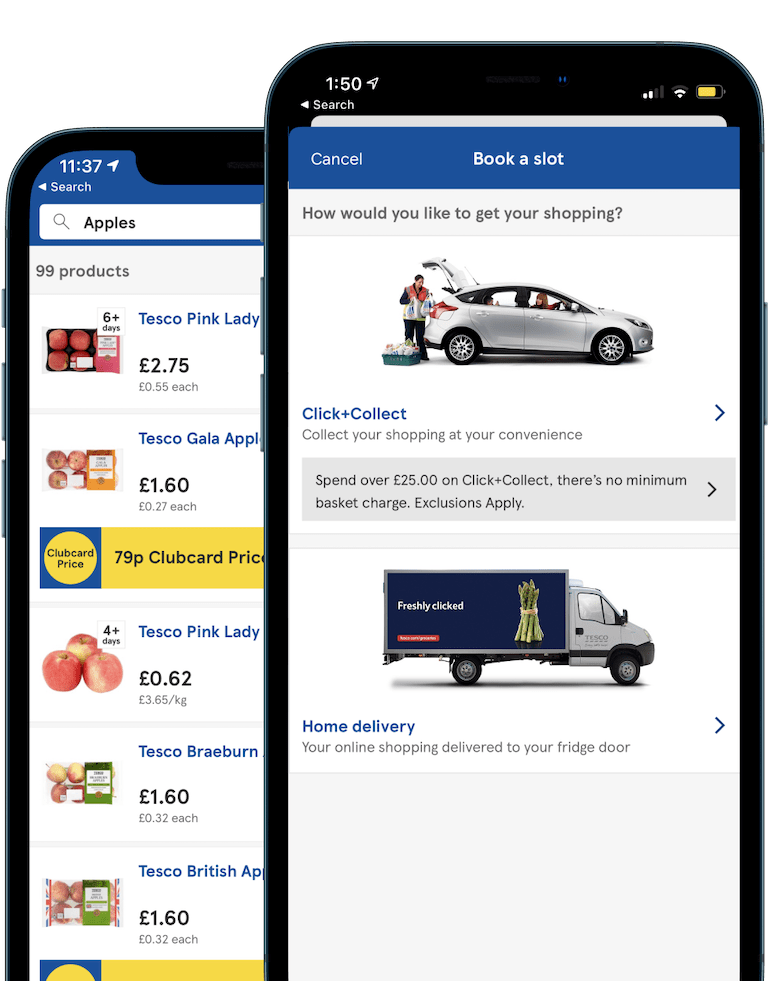 11:37
Search
Apples
99 products
6+
days
Tesco Pink Lady
£2.75
£0.55 each
Tesco Gala Appl
£1.60
£0.27 each
Clubcard
Price
79p Clubcard Price
4+
days
Tesco Pink Lady
£0.62
£3.65/kg
Tesco Braeburn
£1.60
£0.32 each
Tesco British Ap
£1.60
£0.32 each
1:50
Search
Cancel
Book a slot
How would you like to get your shopping?
Click+Collect
Collect your shopping at your convenience
Spend over £25.00 on Click+Collect, there's no minimum
basket charge. Exclusions Apply.
Freshly clicked
TESCO
Home delivery
Your online shopping delivered to your fridge door